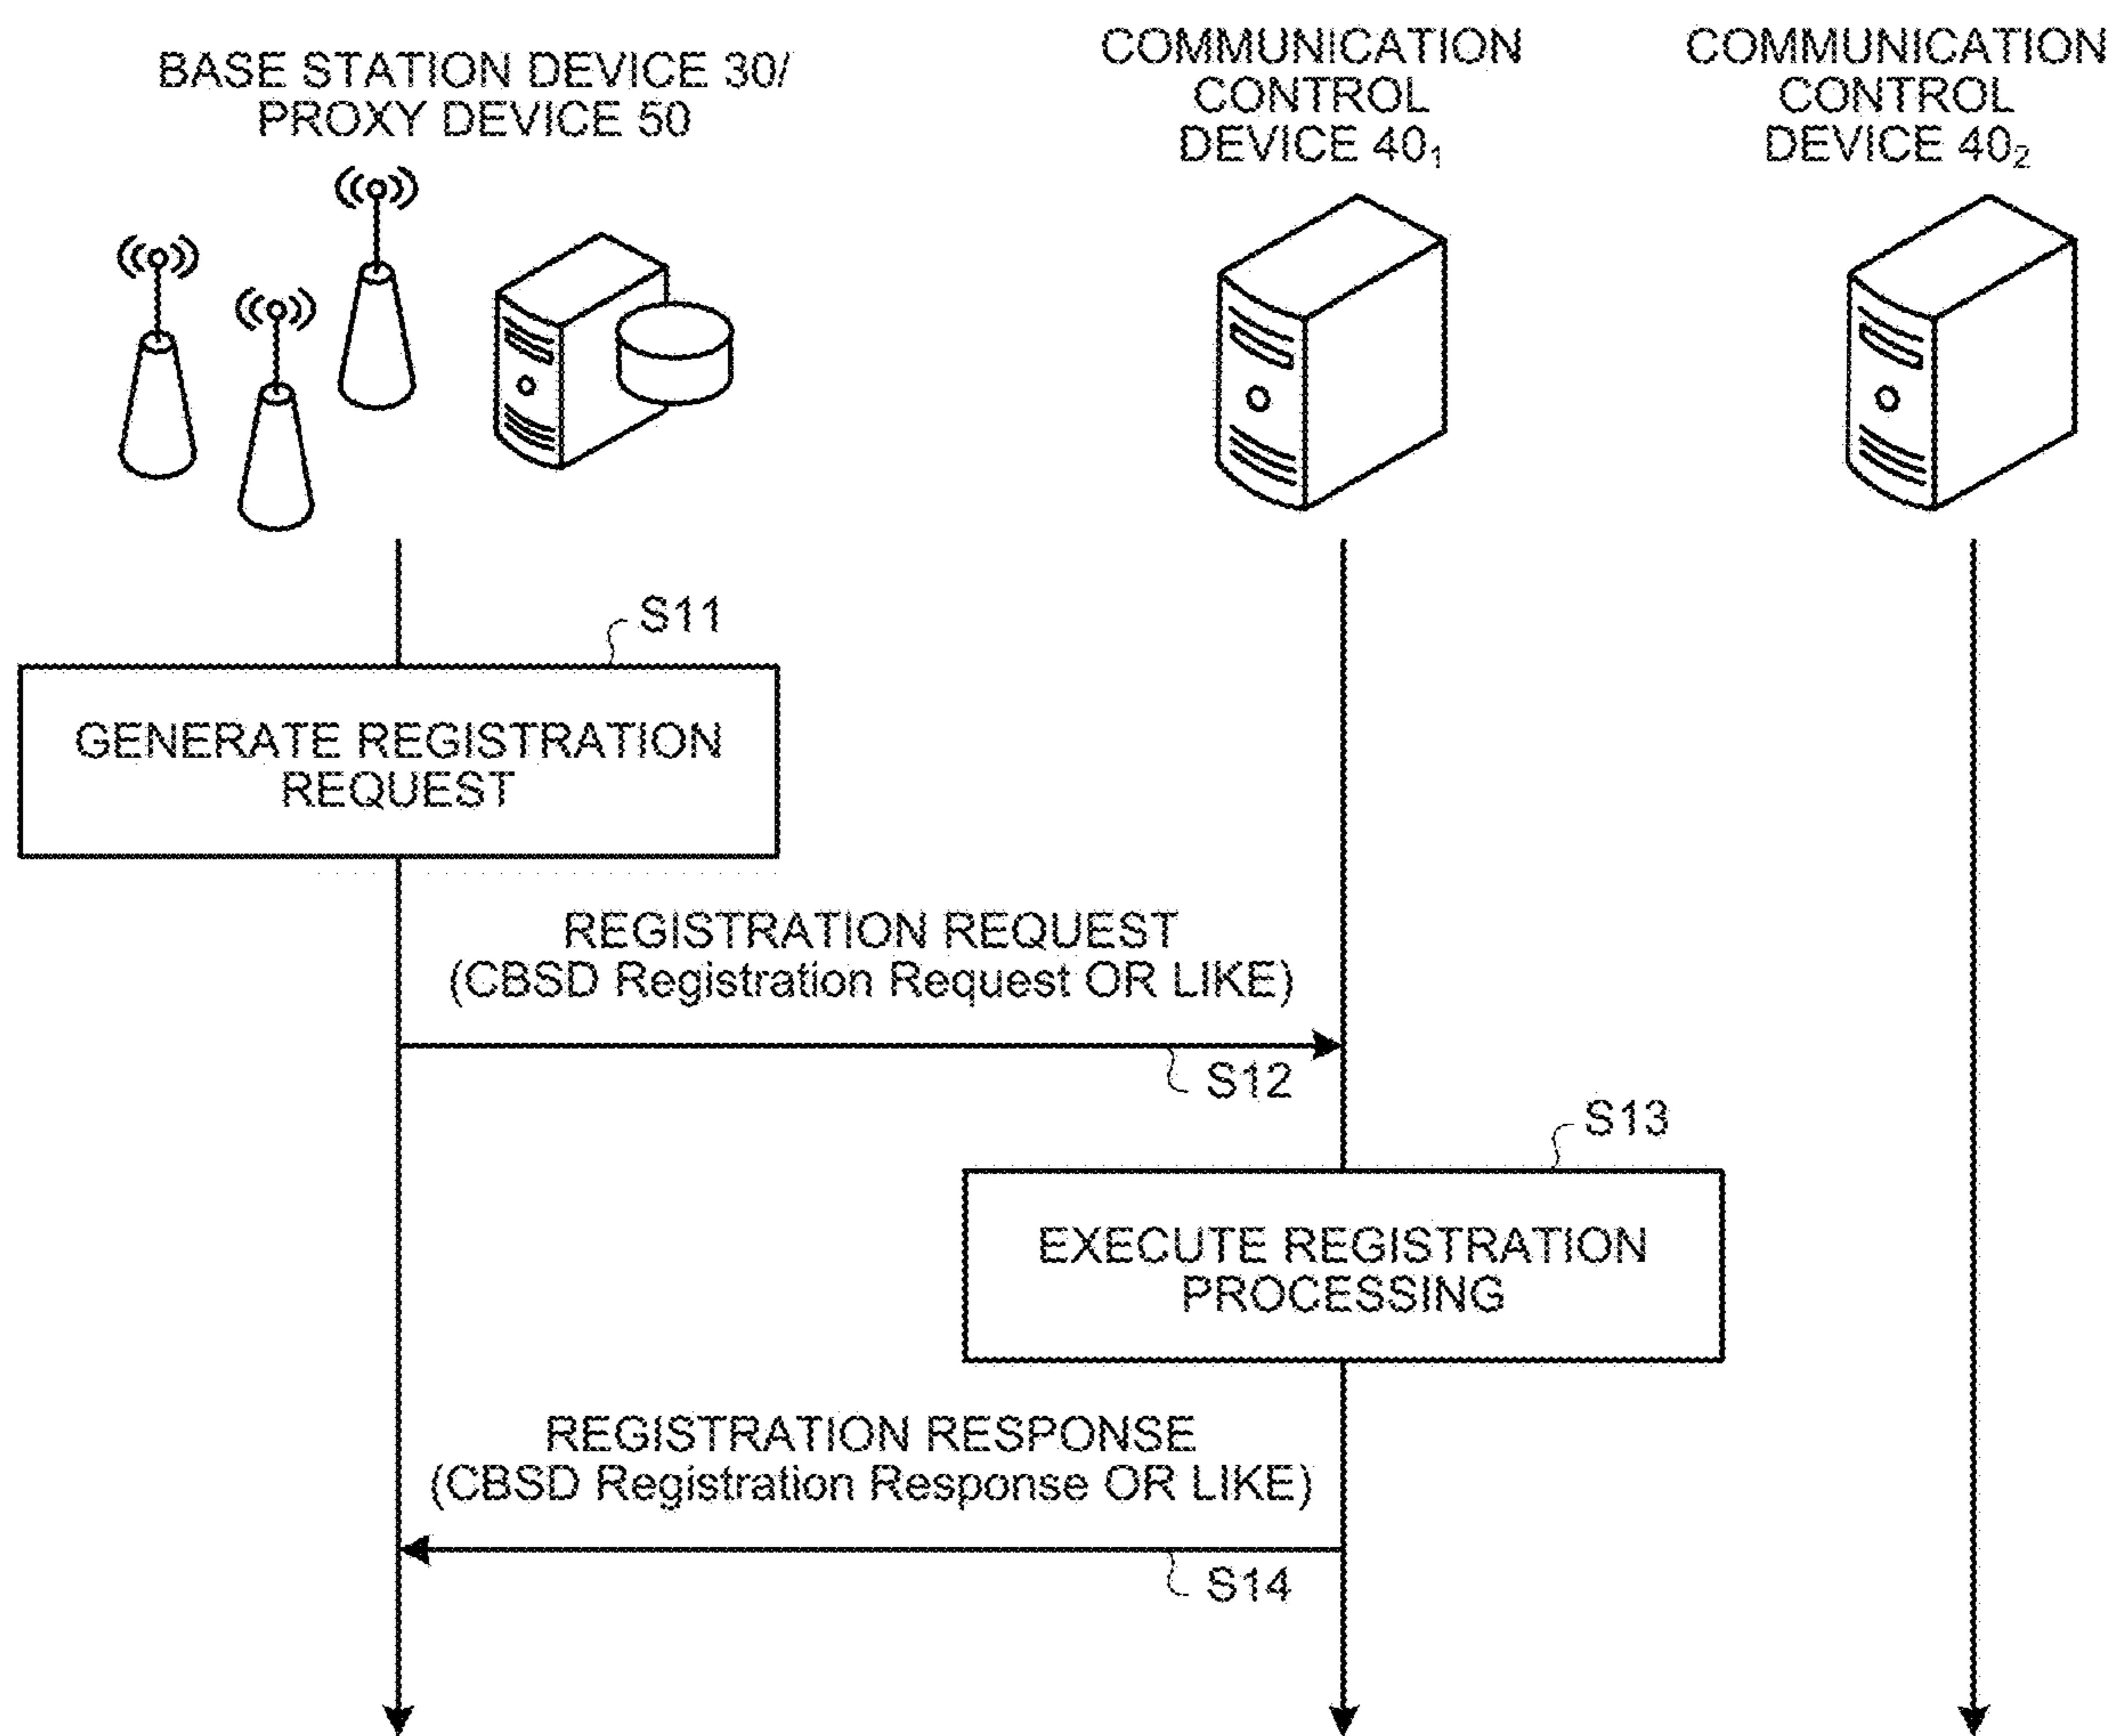 BASE STATION DEVICE 30/
PROXY DEVICE 50
COMMUNICATION
CONTROL
DEVICE 40₁
COMMUNICATION
CONTROL
DEVICE 40₂
S11
GENERATE REGISTRATION
REQUEST
REGISTRATION REQUEST
(CBSD Registration Request OR LIKE)
S12
S13
EXECUTE REGISTRATION
PROCESSING
REGISTRATION RESPONSE
(CBSD Registration Response OR LIKE)
S14